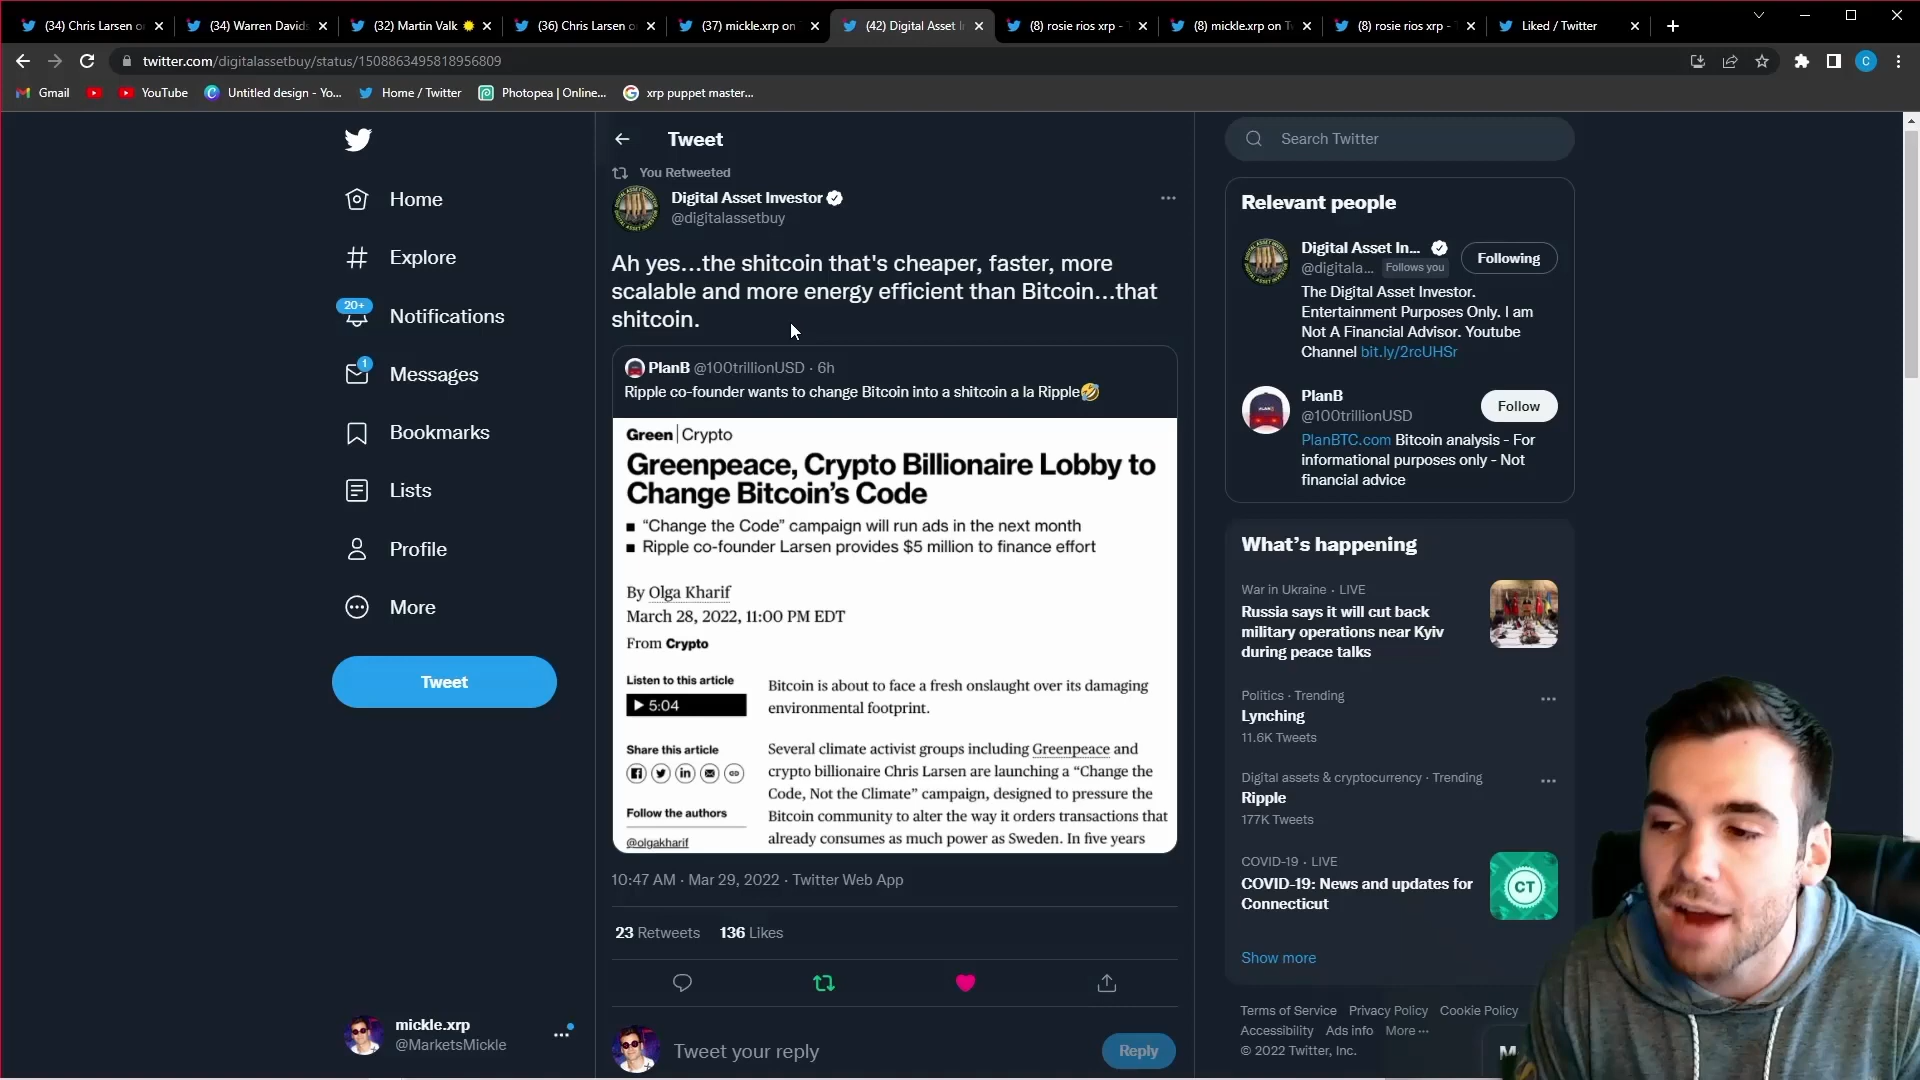 (34) Chris Larsen o
(34) Warren Davids
(32) Martin Valk
(36) Chris Larsen o
(37) mickle.xrp on
(42) Digital Asset I
(8) rosie rios xrp -
(8) mickle.xrp on T
(8) rosie rios xrp -
Liked / Twitter
twitter.com/digitalassetbuy/status/1508863495818956809
C
Gmail
YouTube
Untitled design - Yo...
Home / Twitter
Photopea | Online...
xrp puppet master...
Home
Explore
20+
Notifications
1
Messages
Bookmarks
Lists
Profile
More
Tweet
mickle.xrp
@MarketsMickle
Tweet
You Retweeted
Digital Asset Investor
@digitalassetbuy
Ah yes...the shitcoin that's cheaper, faster, more
scalable and more energy efficient than Bitcoin...that
shitcoin.
PlanB @100trillionUSD · 6h
Ripple co-founder wants to change Bitcoin into a shitcoin a la Ripple🤣
Green | Crypto
Greenpeace, Crypto Billionaire Lobby to
Change Bitcoin's Code
■ “Change the Code” campaign will run ads in the next month
■ Ripple co-founder Larsen provides $5 million to finance effort
By Olga Kharif
March 28, 2022, 11:00 PM EDT
From Crypto
Listen to this article
5:04
Share this article
Follow the authors
@olgakharif
Bitcoin is about to face a fresh onslaught over its damaging
environmental footprint.
Several climate activist groups including Greenpeace and
crypto billionaire Chris Larsen are launching a “Change the
Code, Not the Climate” campaign, designed to pressure the
Bitcoin community to alter the way it orders transactions that
already consumes as much power as Sweden. In five years
10:47 AM · Mar 29, 2022 · Twitter Web App
23 Retweets 136 Likes
Tweet your reply
Reply
Search Twitter
Relevant people
Digital Asset In...
@digitala... Follows you
Following
The Digital Asset Investor.
Entertainment Purposes Only. I am
Not A Financial Advisor. Youtube
Channel bit.ly/2rcUHSr
PlanB
@100trillionUSD
Follow
PlanBTC.com Bitcoin analysis - For
informational purposes only - Not
financial advice
What's happening
War in Ukraine · LIVE
Russia says it will cut back
military operations near Kyiv
during peace talks
Politics · Trending
Lynching
11.6K Tweets
Digital assets & cryptocurrency · Trending
Ripple
177K Tweets
COVID-19 · LIVE
COVID-19: News and updates for
Connecticut
CT
Show more
Terms of Service Privacy Policy Cookie Policy
Accessibility Ads info More ···
© 2022 Twitter, Inc.